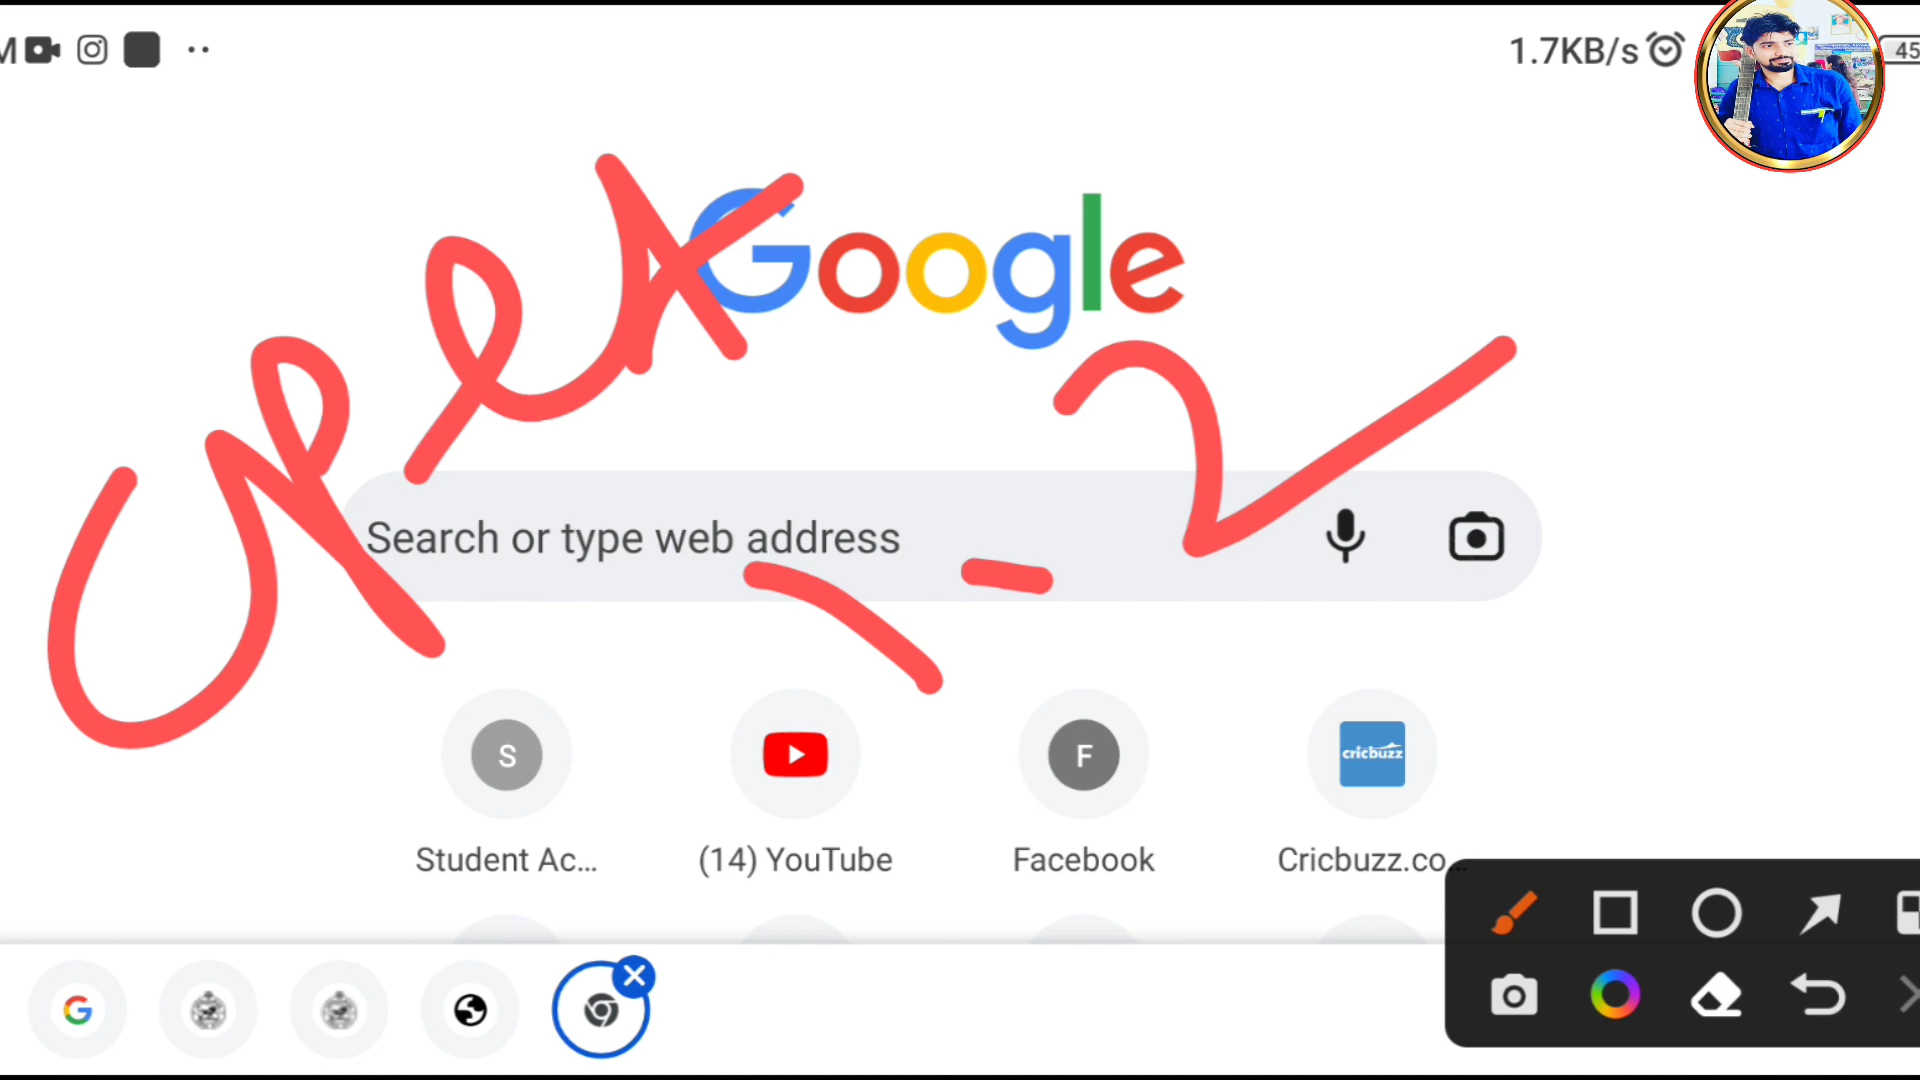 M 1.7KB/s 45
Google
Search or type web address
S F cricbuzz
Student Ac... (14) YouTube Facebook Cricbuzz.co...
G